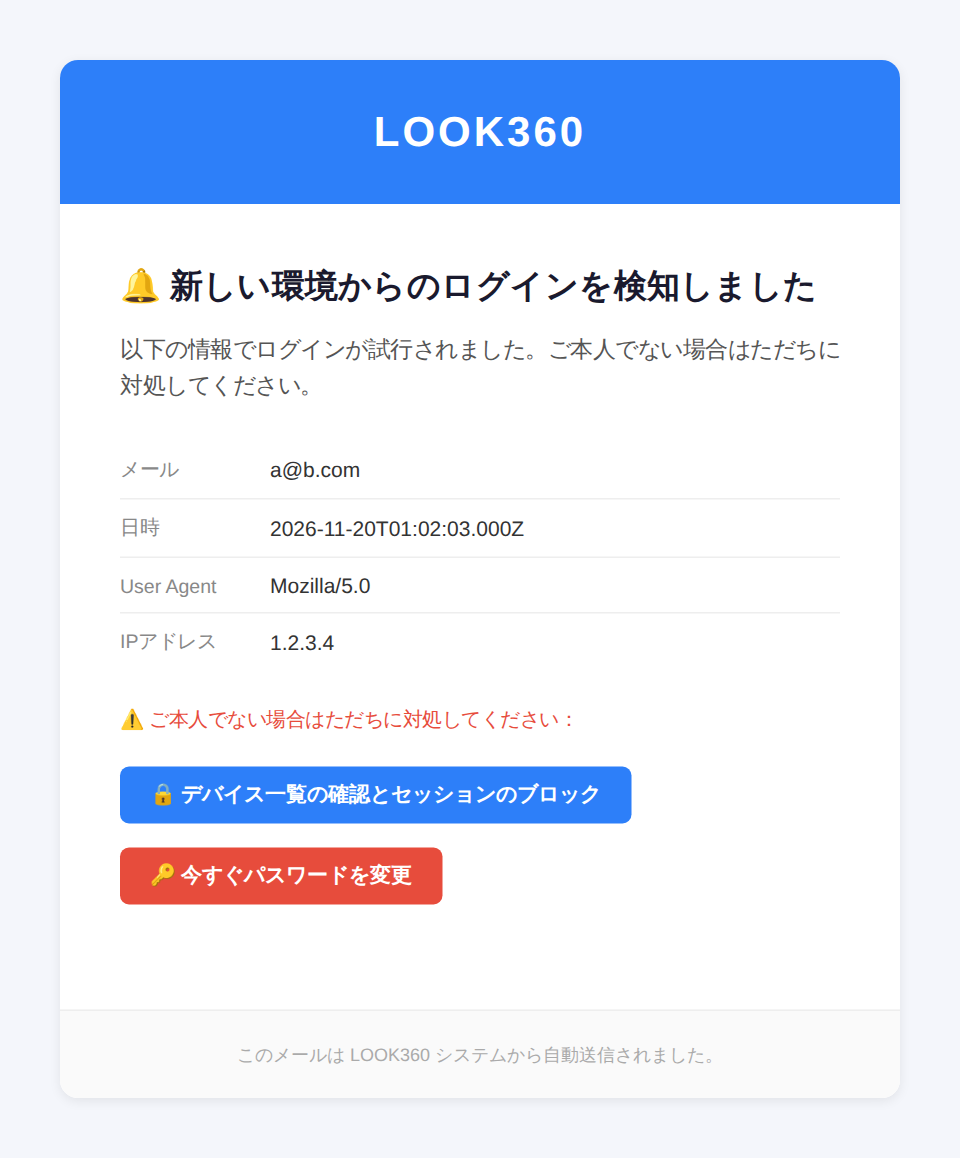 LOOK360
🔔 新しい環境からのログインを検知しました
以下の情報でログインが試行されました。ご本人でない場合はただちに
対処してください。
メール a@b.com
日時 2026-11-20T01:02:03.000Z
User Agent Mozilla/5.0
IPアドレス 1.2.3.4
⚠️ ご本人でない場合はただちに対処してください：
🔒 デバイス一覧の確認とセッションのブロック
🔑 今すぐパスワードを変更
このメールは LOOK360 システムから自動送信されました。